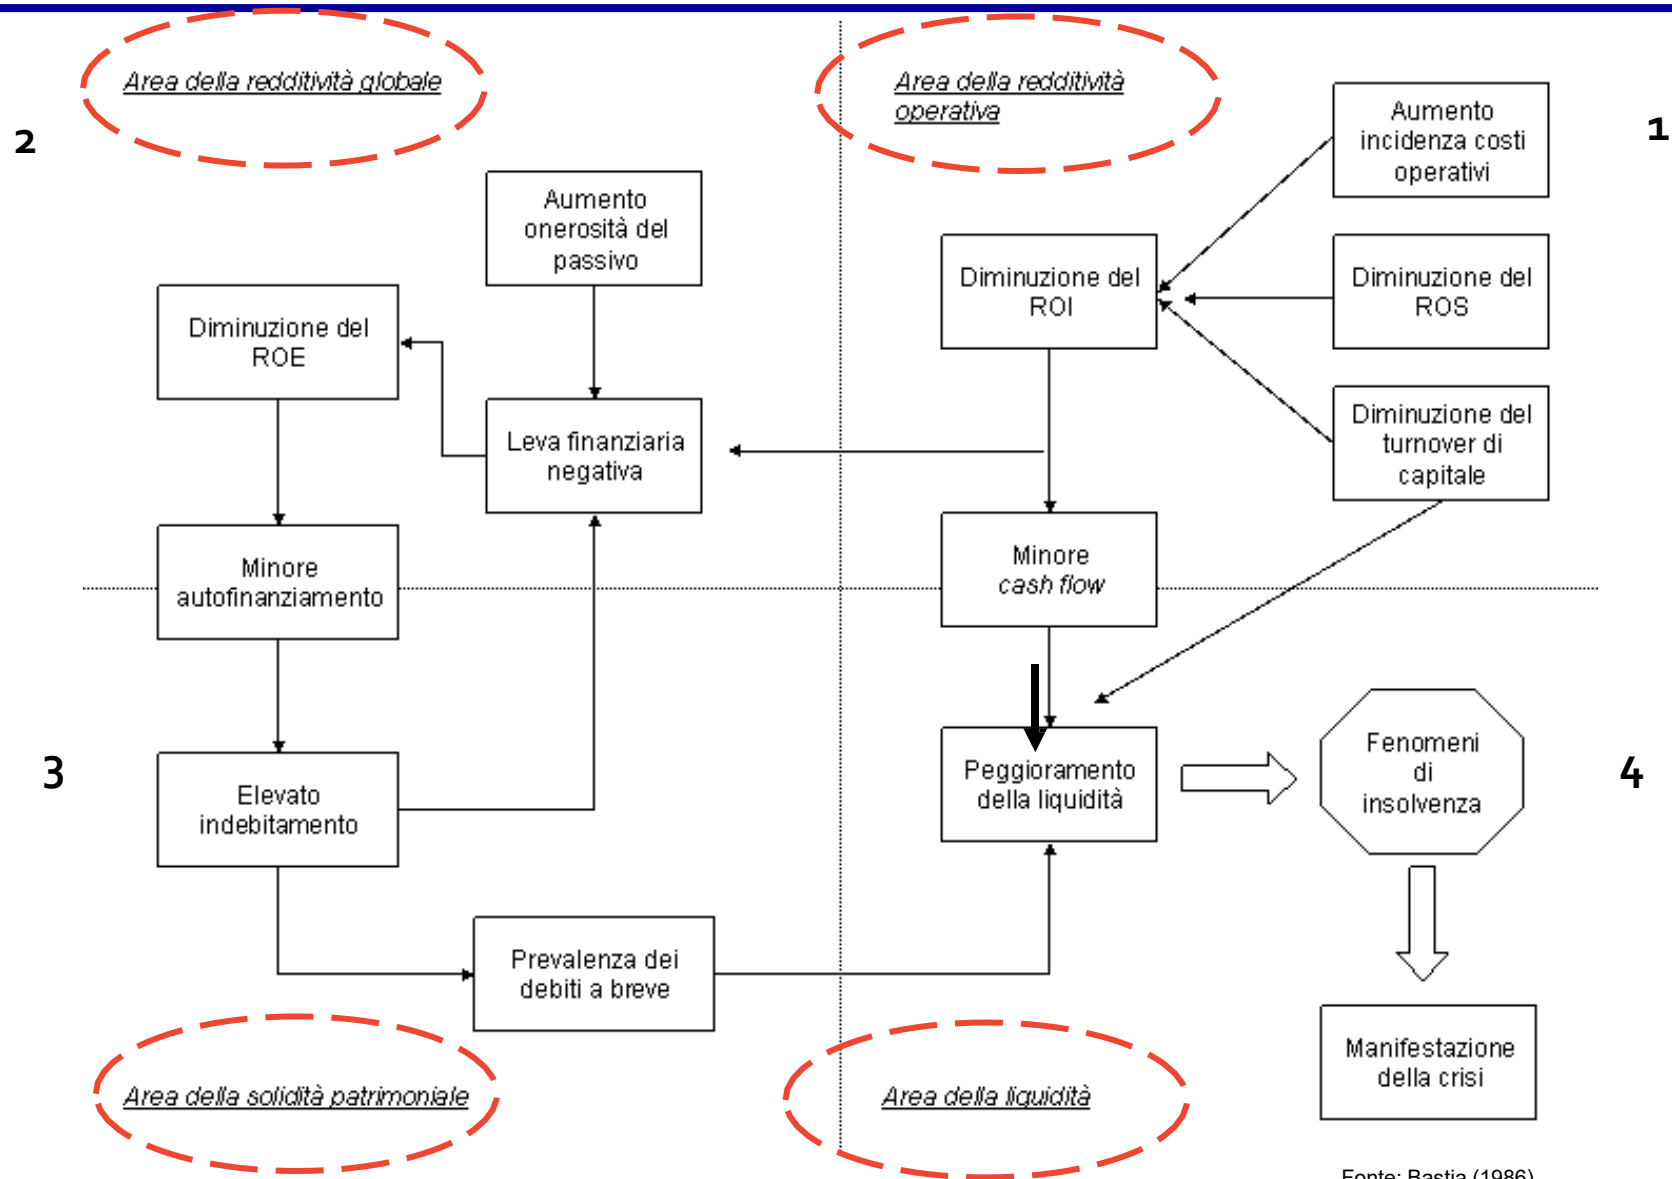 Area della redditività globale
Area della redditività
operativa
2
1
Aumento
incidenza costi
operativi
Aumento
onerosità del
passivo
Diminuzione del
ROI
Diminuzione del
ROS
Diminuzione del
ROE
Leva finanziaria
negativa
Diminuzione del
turnover di
capitale
Minore
autofinanziamento
Minore
cash flow
3
4
Elevato
indebitamento
Peggioramento
della liquidità
Fenomeni
di
insolvenza
Prevalenza dei
debiti a breve
Manifestazione
della crisi
Area della solidità patrimoniale
Area della liquidità
Fonte: Bastia (1986)